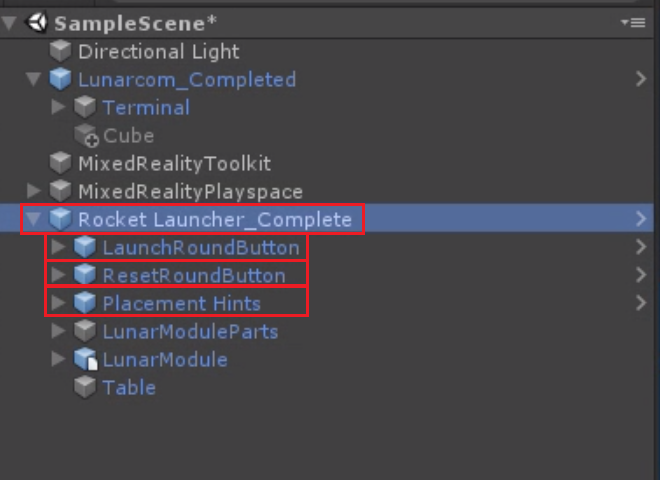 SampleScene*
Directional Light
Lunarcom_Completed
Terminal
Cube
MixedRealityToolkit
MixedRealityPlayspace
Rocket Launcher_Complete
LaunchRoundButton
ResetRoundButton
Placement Hints
LunarModuleParts
LunarModule
Table